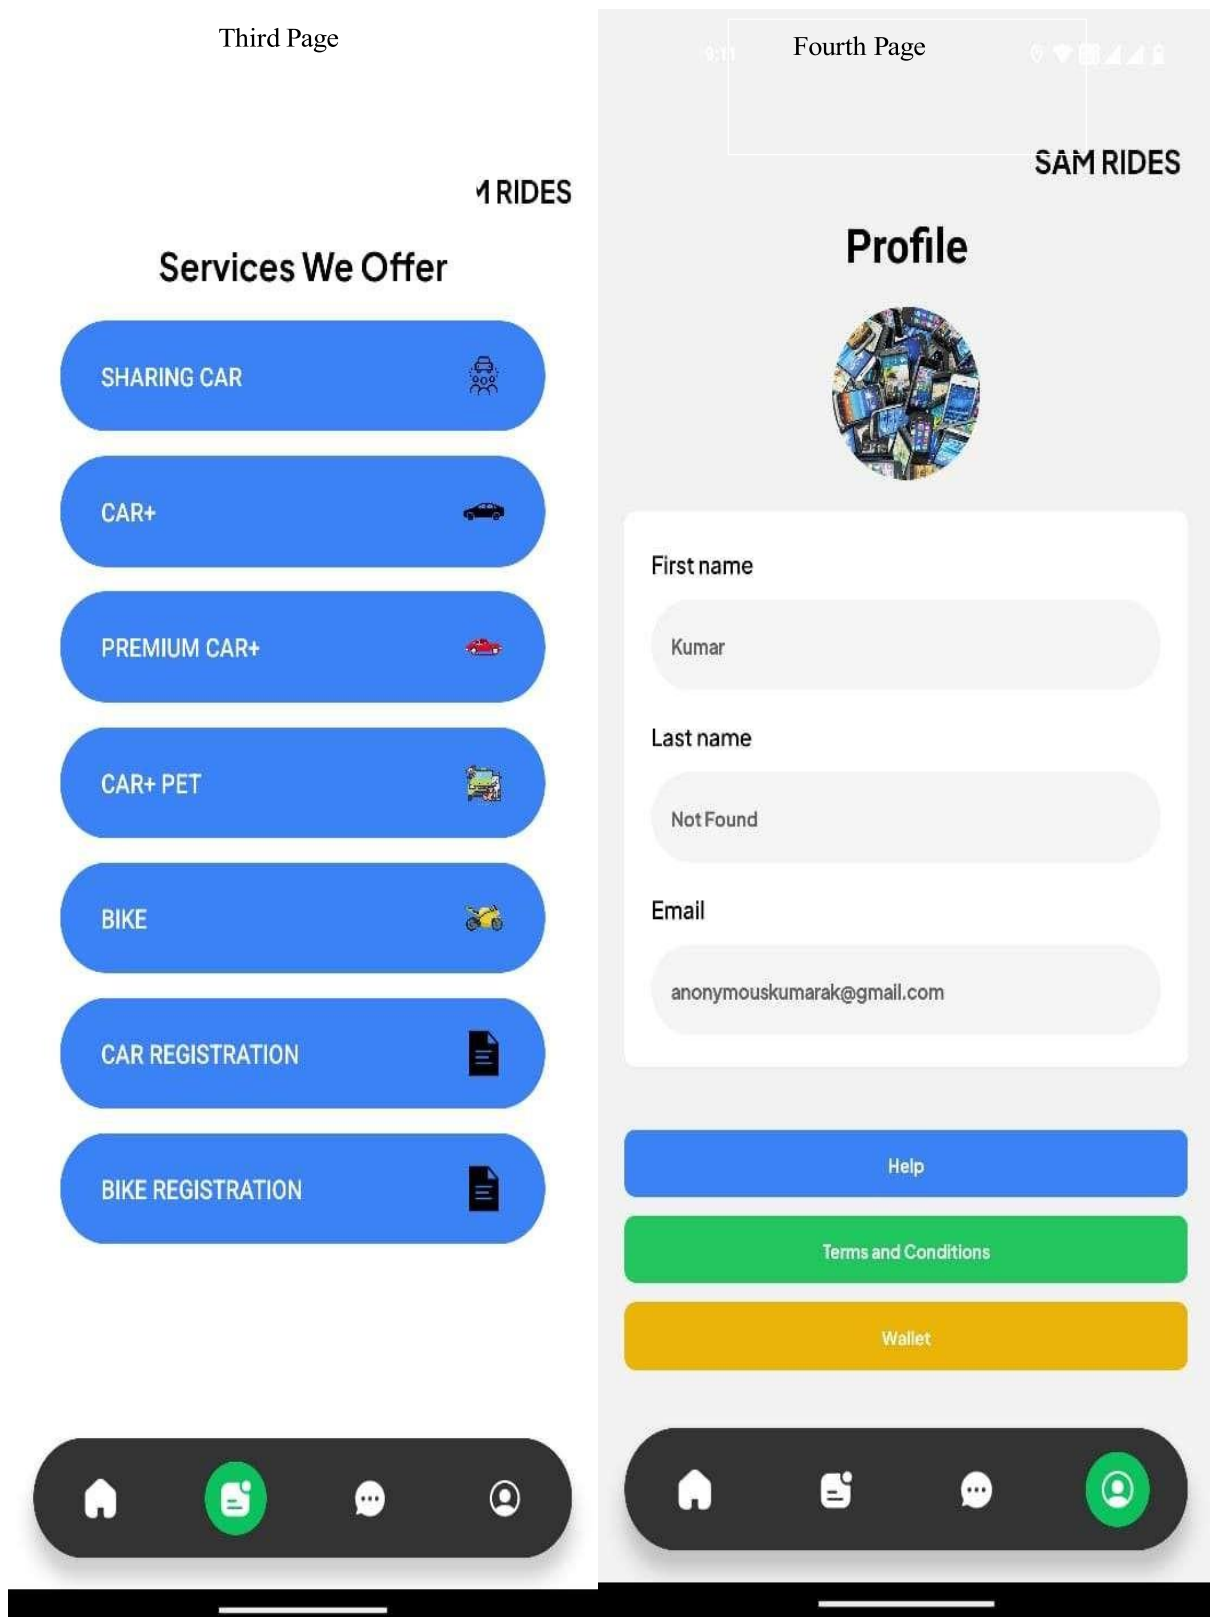 Third Page
M RIDES
Services We Offer
SHARING CAR
CAR+
PREMIUM CAR+
CAR+ PET
BIKE
CAR REGISTRATION
BIKE REGISTRATION
Fourth Page
9:11
SAM RIDES
Profile
First name
Kumar
Last name
Not Found
Email
anonymouskumarak@gmail.com
Help
Terms and Conditions
Wallet